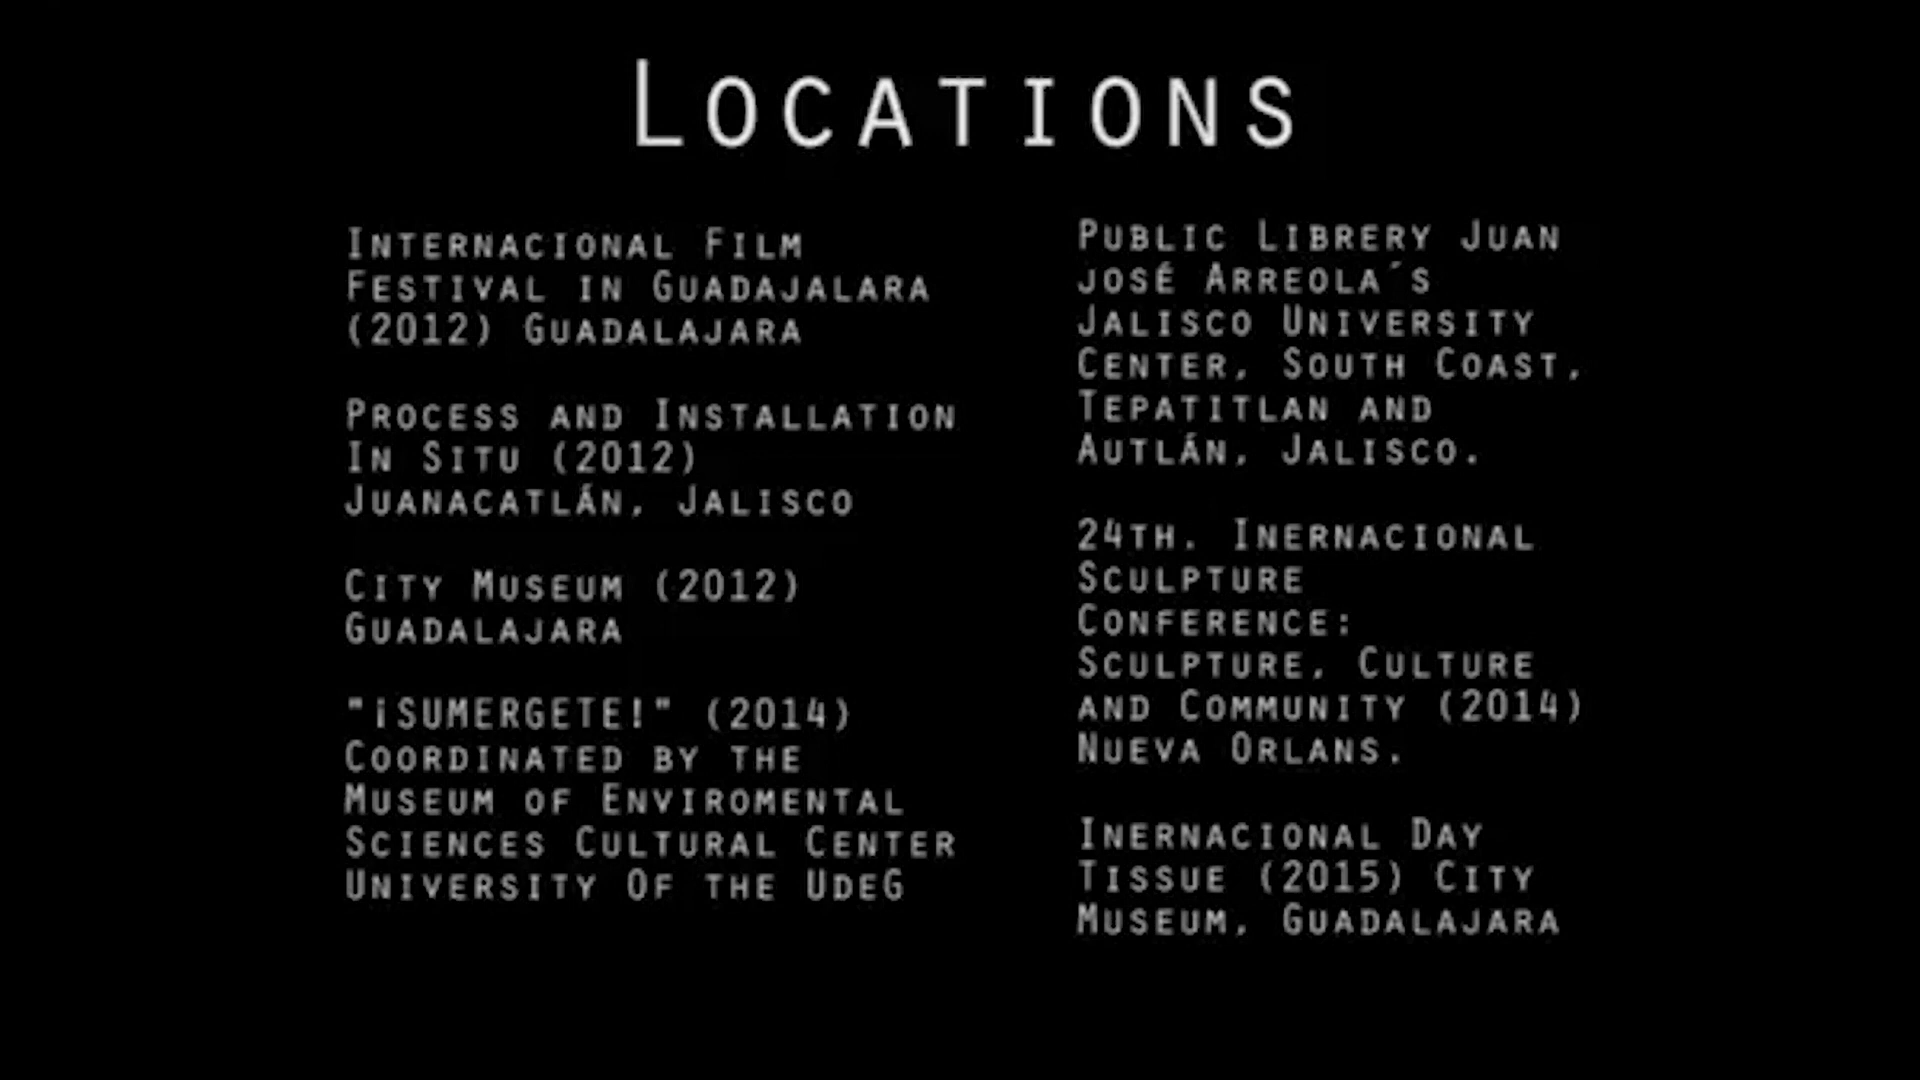 LOCATIONS
INTERNACIONAL FILM
FESTIVAL IN GUADAJALARA
(2012) GUADALAJARA
PROCESS AND INSTALLATION
IN SITU (2012)
JUANACATLÁN, JALISCO
CITY MUSEUM (2012)
GUADALAJARA
"¡SUMERGETE!" (2014)
COORDINATED BY THE
MUSEUM OF ENVIROMENTAL
SCIENCES CULTURAL CENTER
UNIVERSITY OF THE UDEG
PUBLIC LIBRERY JUAN
JOSÉ ARREOLA´S
JALISCO UNIVERSITY
CENTER, SOUTH COAST,
TEPATITLAN AND
AUTLÁN, JALISCO.
24TH. INERNACIONAL
SCULPTURE
CONFERENCE:
SCULPTURE, CULTURE
AND COMMUNITY (2014)
NUEVA ORLANS.
INERNACIONAL DAY
TISSUE (2015) CITY
MUSEUM, GUADALAJARA